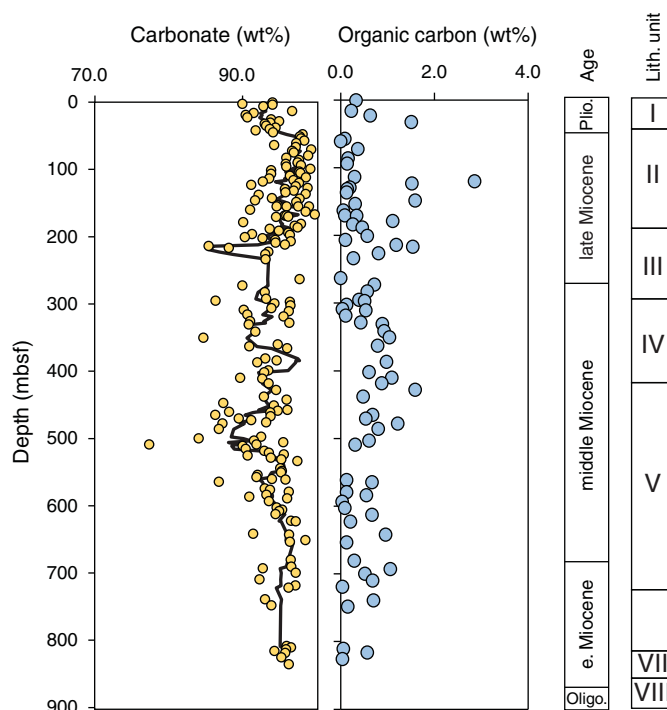 Carbonate (wt%)
Organic carbon (wt%)
70.0
90.0
0.0
2.0
4.0
Age
Lith. unit
0
100
200
300
400
500
600
700
800
900
Depth (mbsf)
Plio.
late Miocene
middle Miocene
e. Miocene
Oligo.
I
II
III
IV
V
VII
VIII